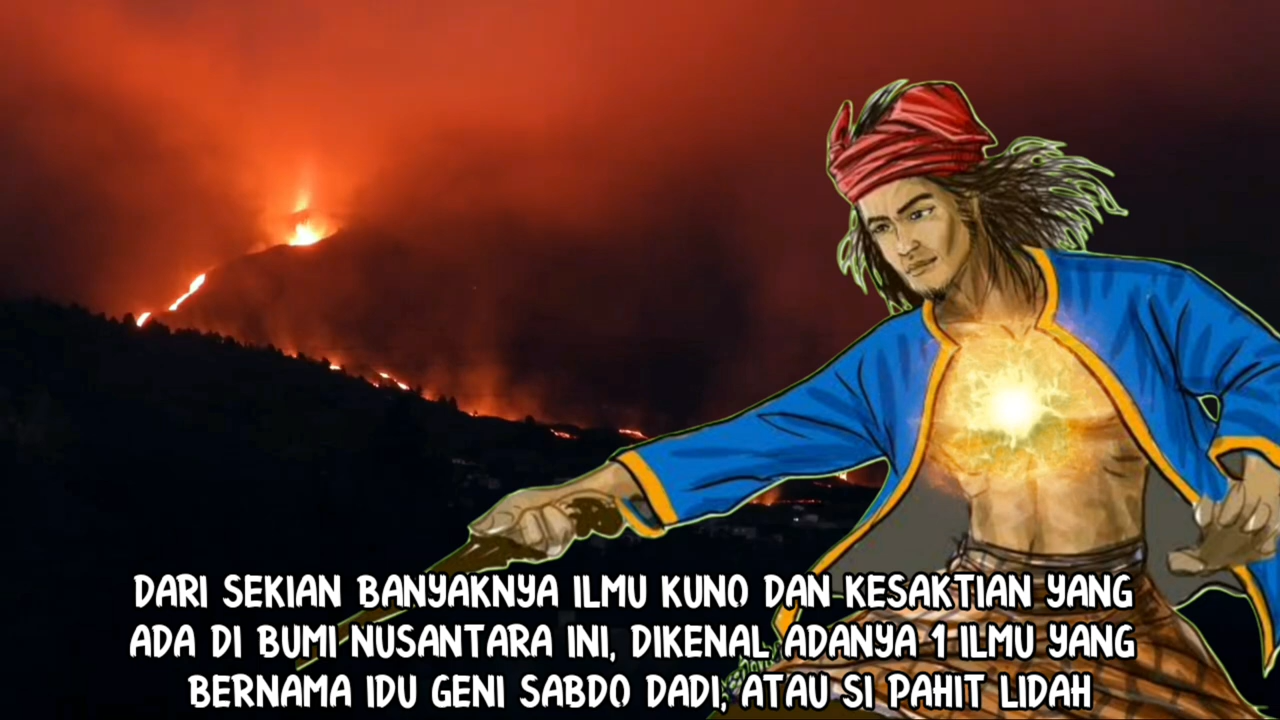 DARI SEKIAN BANYAKNYA ILMU KUNO DAN KESAKTIAN YANG
ADA DI BUMI NUSANTARA INI, DIKENAL ADANYA 1 ILMU YANG
BERNAMA IDU GENI SABDO DADI, ATAU SI PAHIT LIDAH